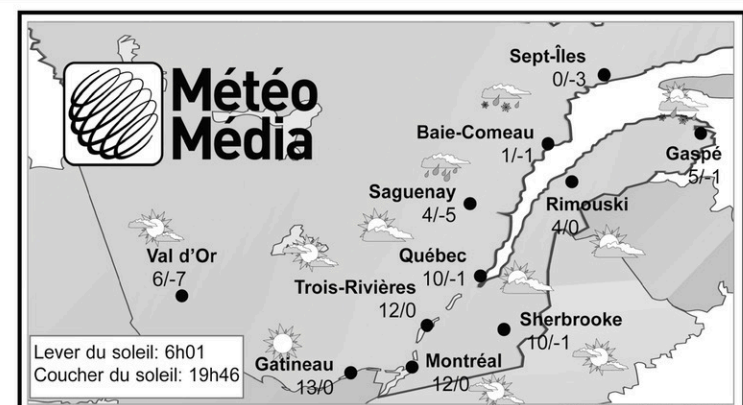 Météo
Média
Sept-Îles
0/-3
Baie-Comeau
1/-1
Gaspé
5/-1
Saguenay
4/-5
Rimouski
4/0
Val d'Or
6/-7
Québec
10/-1
Trois-Rivières
12/0
Sherbrooke
10/-1
Gatineau
13/0
Montréal
12/0
Lever du soleil: 6h01
Coucher du soleil: 19h46